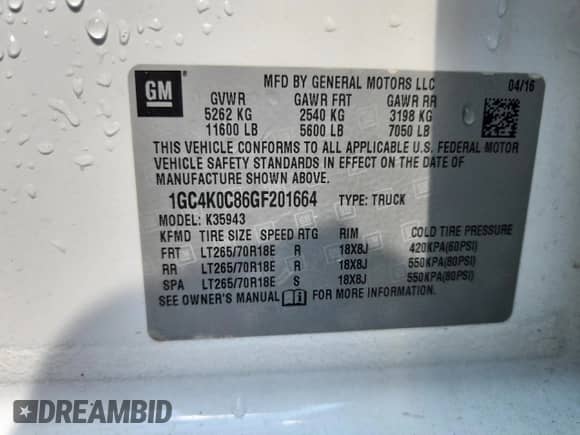 GM
MFD BY GENERAL MOTORS LLC 04/16
GVWR GAWR FRT GAWR RR
5262 KG 2540 KG 3198 KG
11600 LB 5600 LB 7050 LB
THIS VEHICLE CONFORMS TO ALL APPLICABLE U.S. FEDERAL MOTOR
VEHICLE SAFETY STANDARDS IN EFFECT ON THE DATE OF
MANUFACTURE SHOWN ABOVE.
1GC4K0C86GF201664 TYPE: TRUCK
MODEL: K35943
KFMD TIRE SIZE SPEED RTG RIM COLD TIRE PRESSURE
FRT LT265/70R18E R 18X8J 420KPA(60PSI)
RR LT265/70R18E R 18X8J 550KPA(80PSI)
SPA LT265/70R18E S 18X8J 550KPA(80PSI)
SEE OWNER'S MANUAL FOR MORE INFORMATION.
DREAMBID